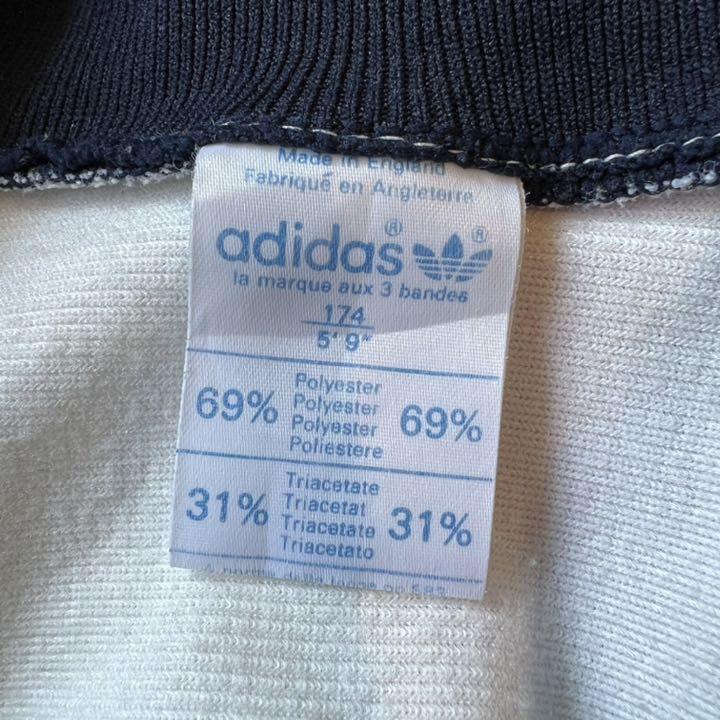 Made in England
Fabriqué en Angleterre
adidas® ®
la marque aux 3 bandes
174
5' 9"
69% Polyester 69%
Polyester
Polyester
Poliestere
31% Triacetate 31%
Triacetat
Triacetate
Triacetato